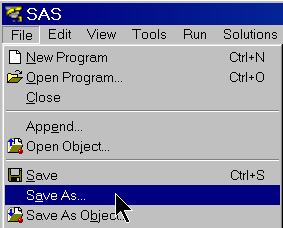 SAS
File Edit View Tools Run Solutions
New Program Ctrl+N
Open Program... Ctrl+O
Close
Append...
Open Object...
Save Ctrl+S
Save As...
Save As Object...